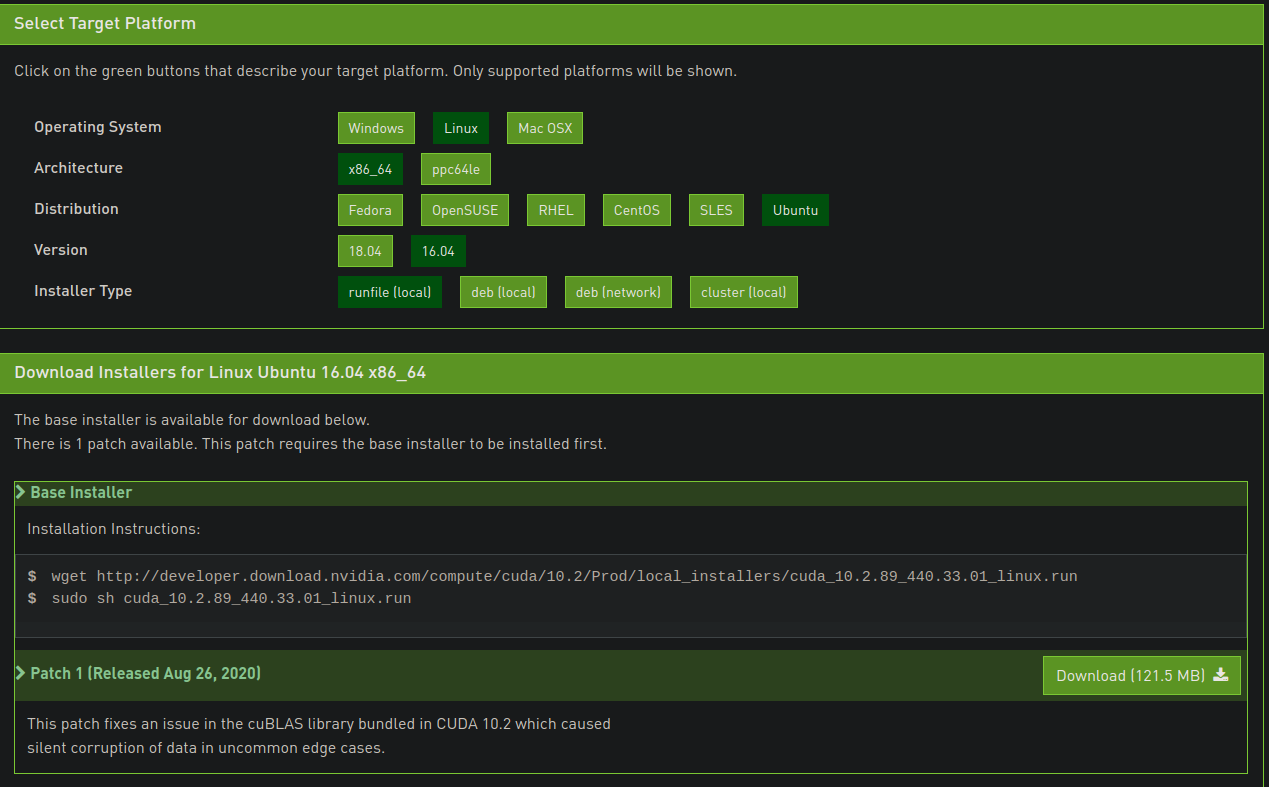 Select Target Platform
Click on the green buttons that describe your target platform. Only supported platforms will be shown.
Operating System Windows Linux Mac OSX
Architecture x86_64 ppc64le
Distribution Fedora OpenSUSE RHEL CentOS SLES Ubuntu
Version 18.04 16.04
Installer Type runfile (local) deb (local) deb (network) cluster (local)
Download Installers for Linux Ubuntu 16.04 x86_64
The base installer is available for download below.
There is 1 patch available. This patch requires the base installer to be installed first.
Base Installer
Installation Instructions:
$ wget http://developer.download.nvidia.com/compute/cuda/10.2/Prod/local_installers/cuda_10.2.89_440.33.01_linux.run
$ sudo sh cuda_10.2.89_440.33.01_linux.run
Patch 1 (Released Aug 26, 2020) Download (121.5 MB)
This patch fixes an issue in the cuBLAS library bundled in CUDA 10.2 which caused
silent corruption of data in uncommon edge cases.